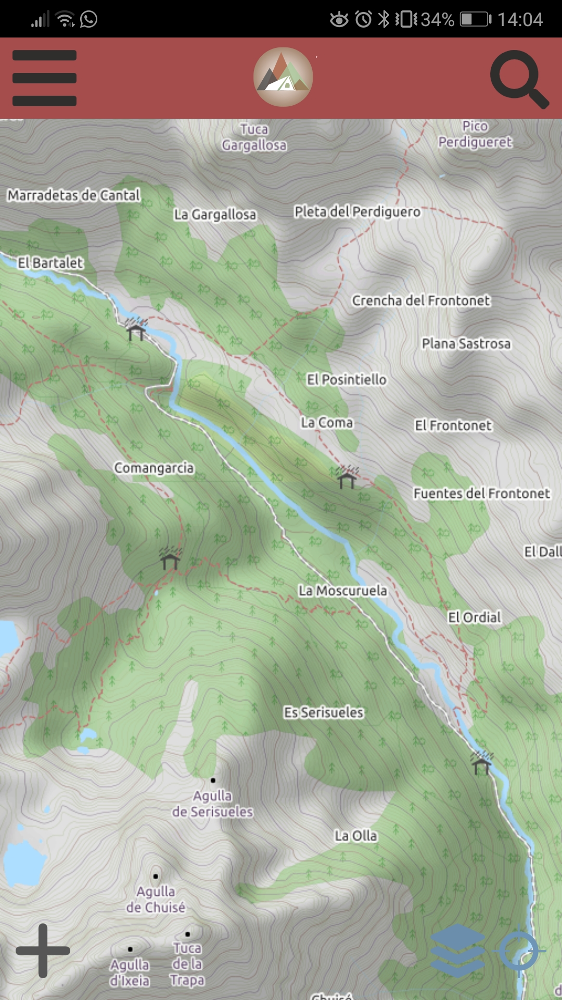 34% 14:04
Tuca
Gargallosa
Pico
Perdigueret
Marradetas de Cantal
La Gargallosa
Pleta del Perdiguero
El Bartalet
Crencha del Frontonet
Plana Sastrosa
El Posintiello
La Coma
El Frontonet
Comangarcia
Fuentes del Frontonet
El Dall
La Moscuruela
El Ordial
Es Serisueles
Agulla
de Serisueles
La Olla
Agulla
de Chuisé
Tuca
de la
Trapa
Agulla
d'Ixeia
Chuisé
d